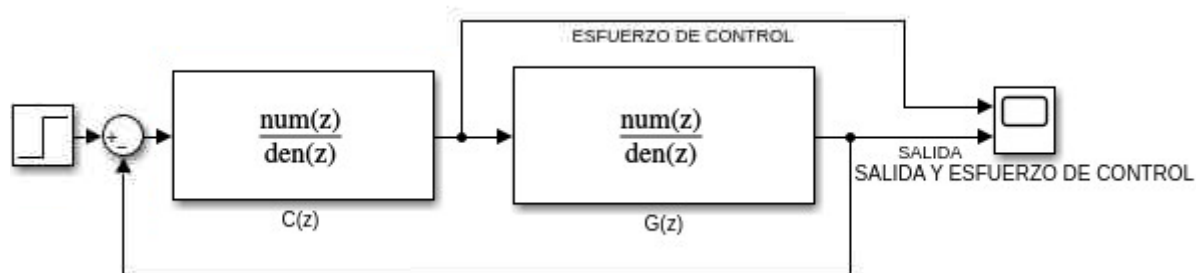 ESFUERZO DE CONTROL
num(z)
den(z)
num(z)
den(z)
+
−
SALIDA
SALIDA Y ESFUERZO DE CONTROL
C(z)
G(z)